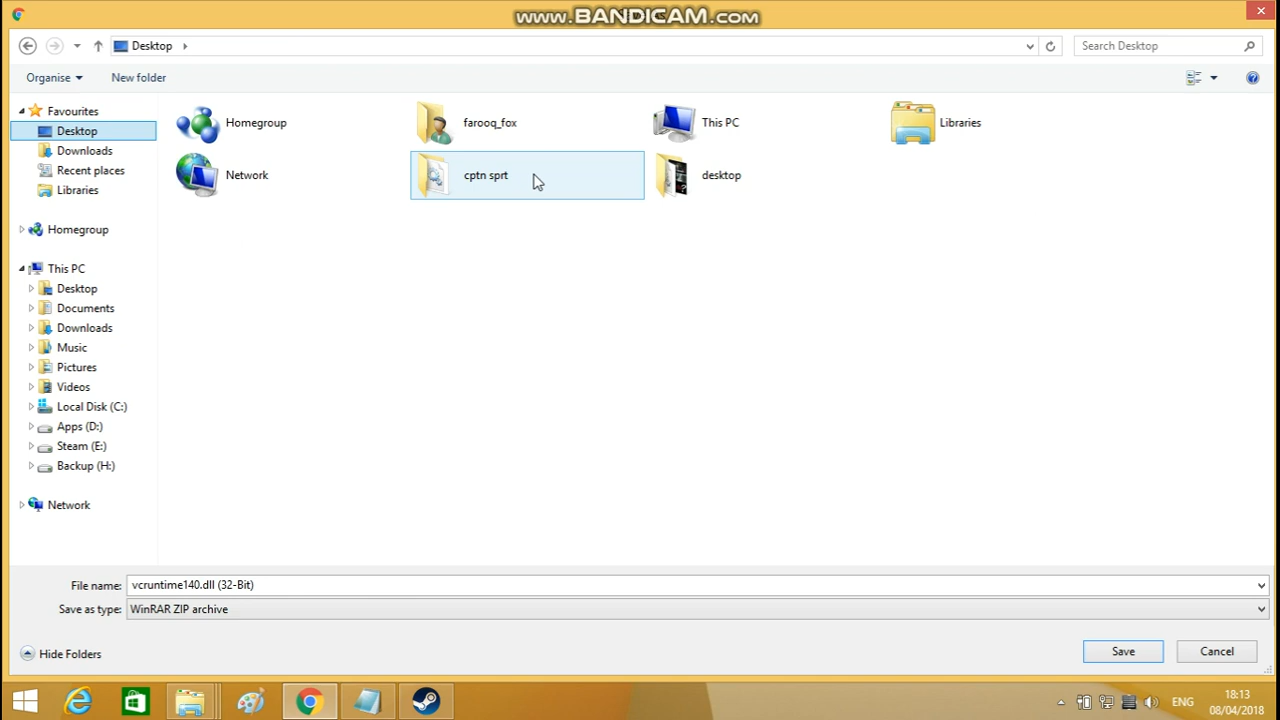 www.BANDICAM.com
Desktop
Search Desktop
Organise
New folder
Favourites
Desktop
Downloads
Recent places
Libraries
Homegroup
This PC
Desktop
Documents
Downloads
Music
Pictures
Videos
Local Disk (C:)
Apps (D:)
Steam (E:)
Backup (H:)
Network
Homegroup
farooq_fox
This PC
Libraries
Network
cptn sprt
desktop
File name: vcruntime140.dll (32-Bit)
Save as type: WinRAR ZIP archive
Hide Folders
Save
Cancel
ENG
18:13
08/04/2018